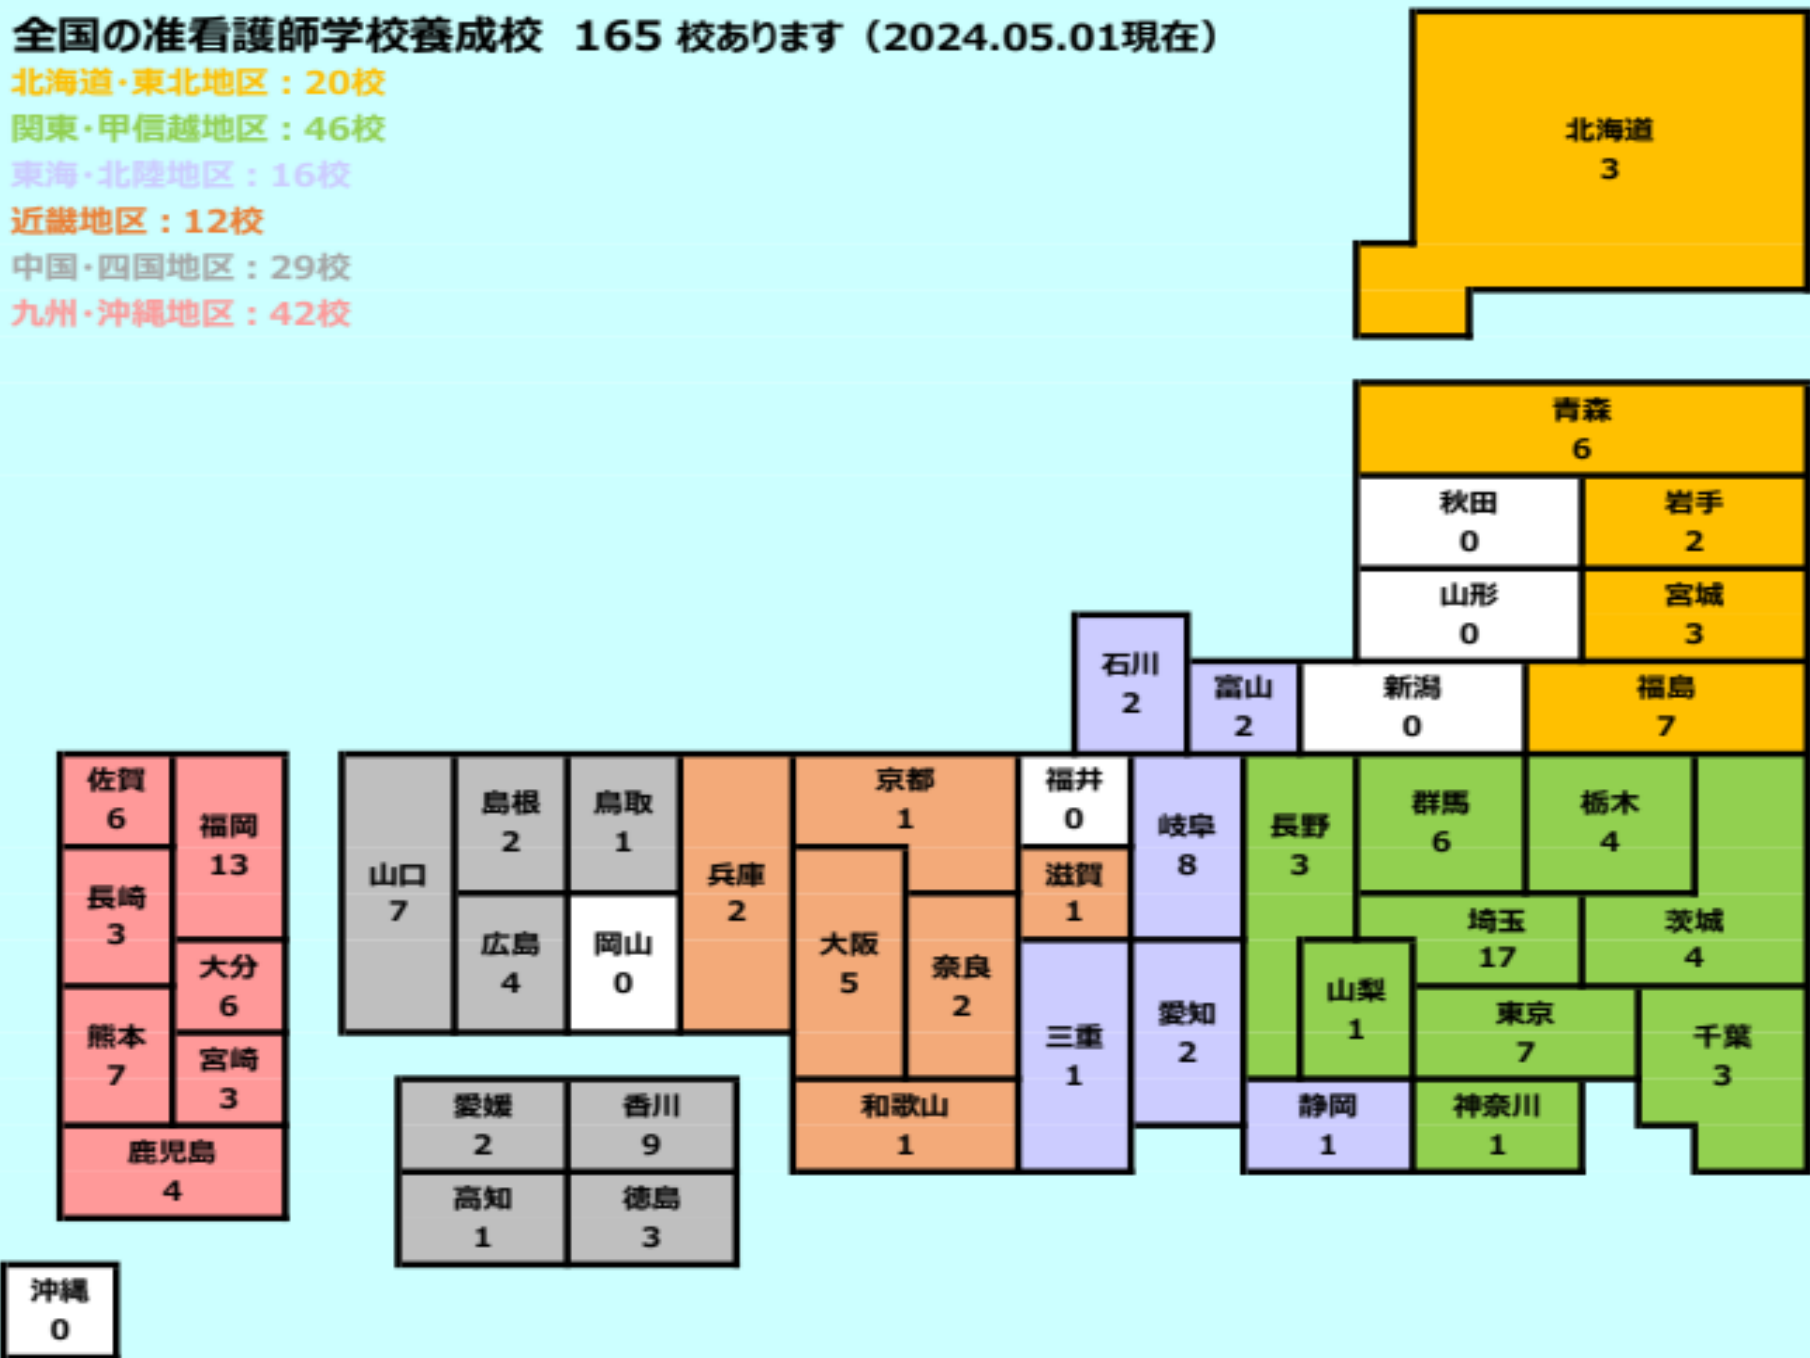 全国の准看護師学校養成校 165 校あります（2024.05.01現在）
北海道･東北地区：20校
関東･甲信越地区：46校
東海･北陸地区：16校
近畿地区：12校
中国･四国地区：29校
九州･沖縄地区：42校
北海道
3
青森
6
秋田
0
岩手
2
山形
0
宮城
3
石川
2
富山
2
新潟
0
福島
7
佐賀
6
福岡
13
長崎
3
大分
6
熊本
7
宮崎
3
鹿児島
4
沖縄
0
山口
7
島根
2
鳥取
1
広島
4
岡山
0
兵庫
2
京都
1
大阪
5
奈良
2
和歌山
1
愛媛
2
香川
9
高知
1
徳島
3
福井
0
滋賀
1
三重
1
岐阜
8
愛知
2
長野
3
山梨
1
静岡
1
群馬
6
栃木
4
埼玉
17
茨城
4
東京
7
千葉
3
神奈川
1